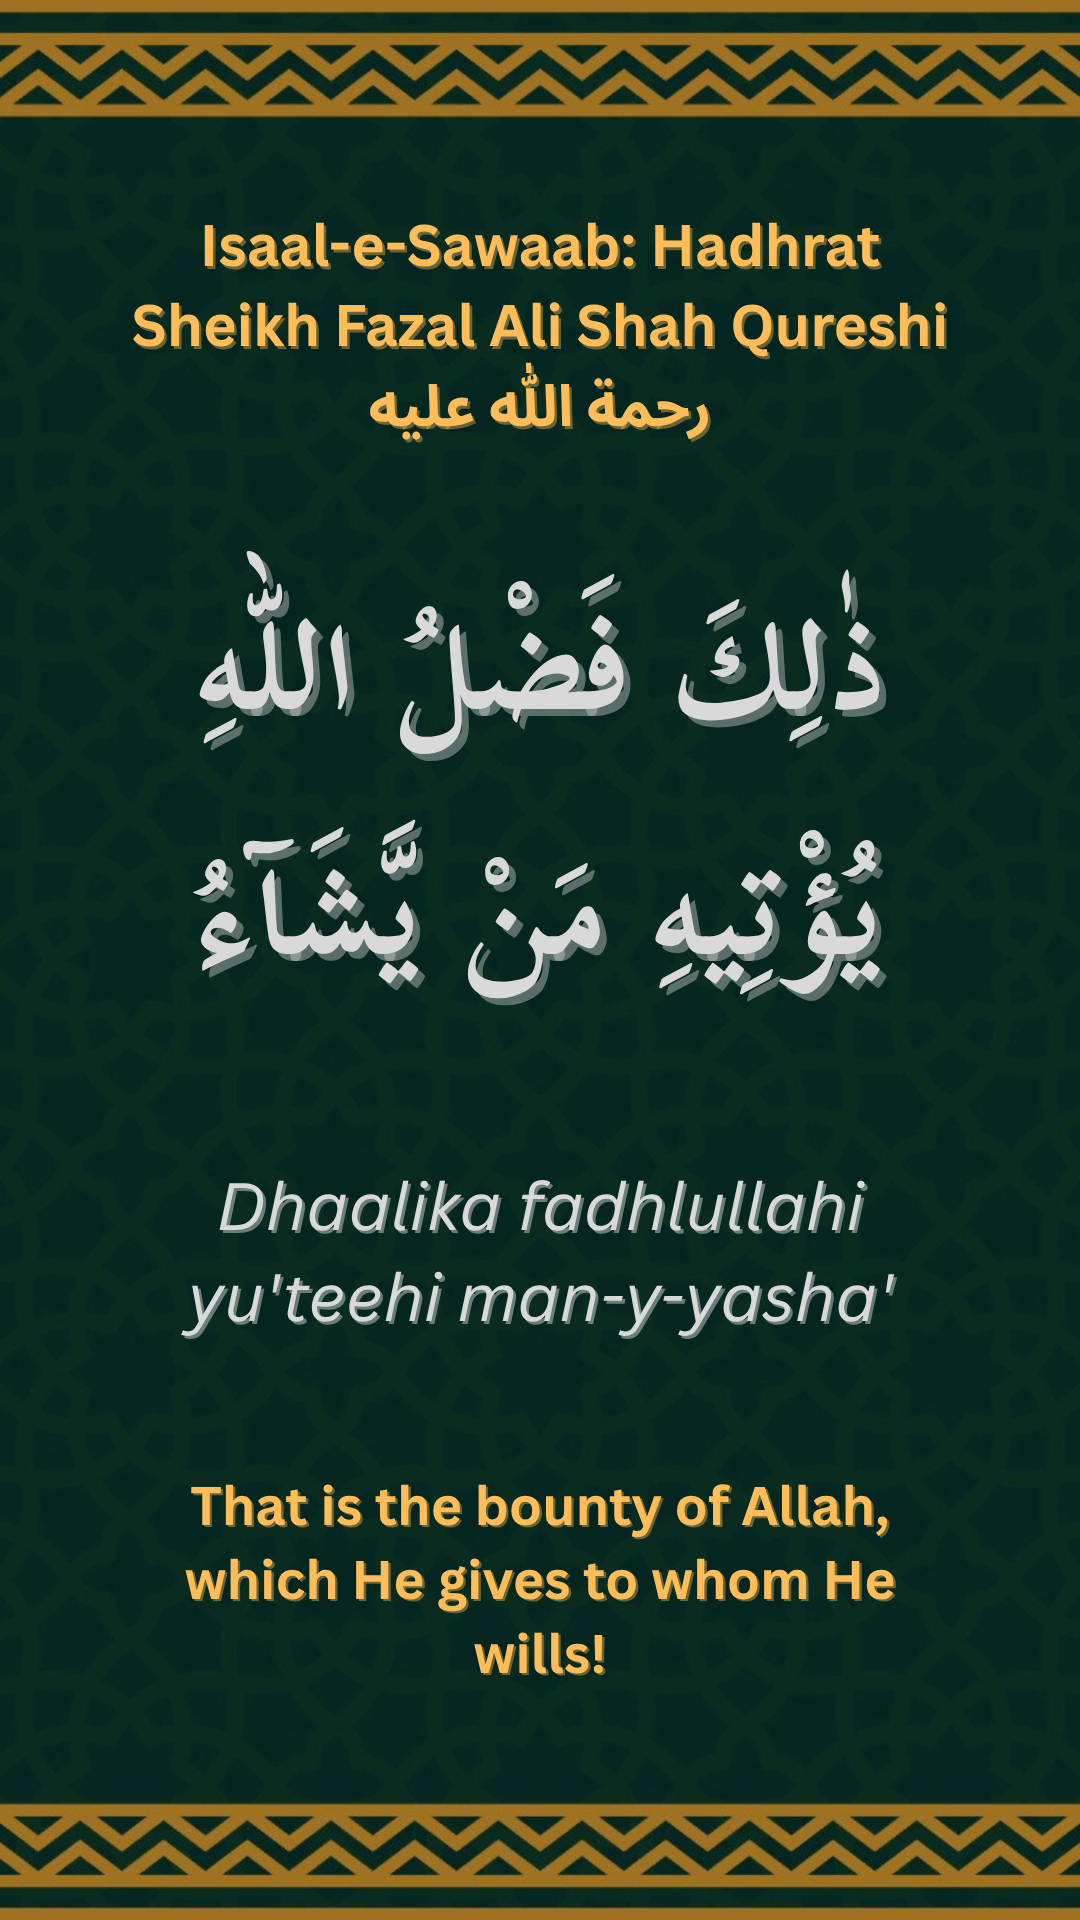 Isaal-e-Sawaab: Hadhrat
Sheikh Fazal Ali Shah Qureshi
رحمة الله عليه
ذٰلِكَ فَضْلُ اللّٰهِ
يُؤْتِيهِ مَنْ يَّشَآءُ
Dhaalika fadhlullahi
yu'teehi man-y-yasha'
That is the bounty of Allah,
which He gives to whom He
wills!